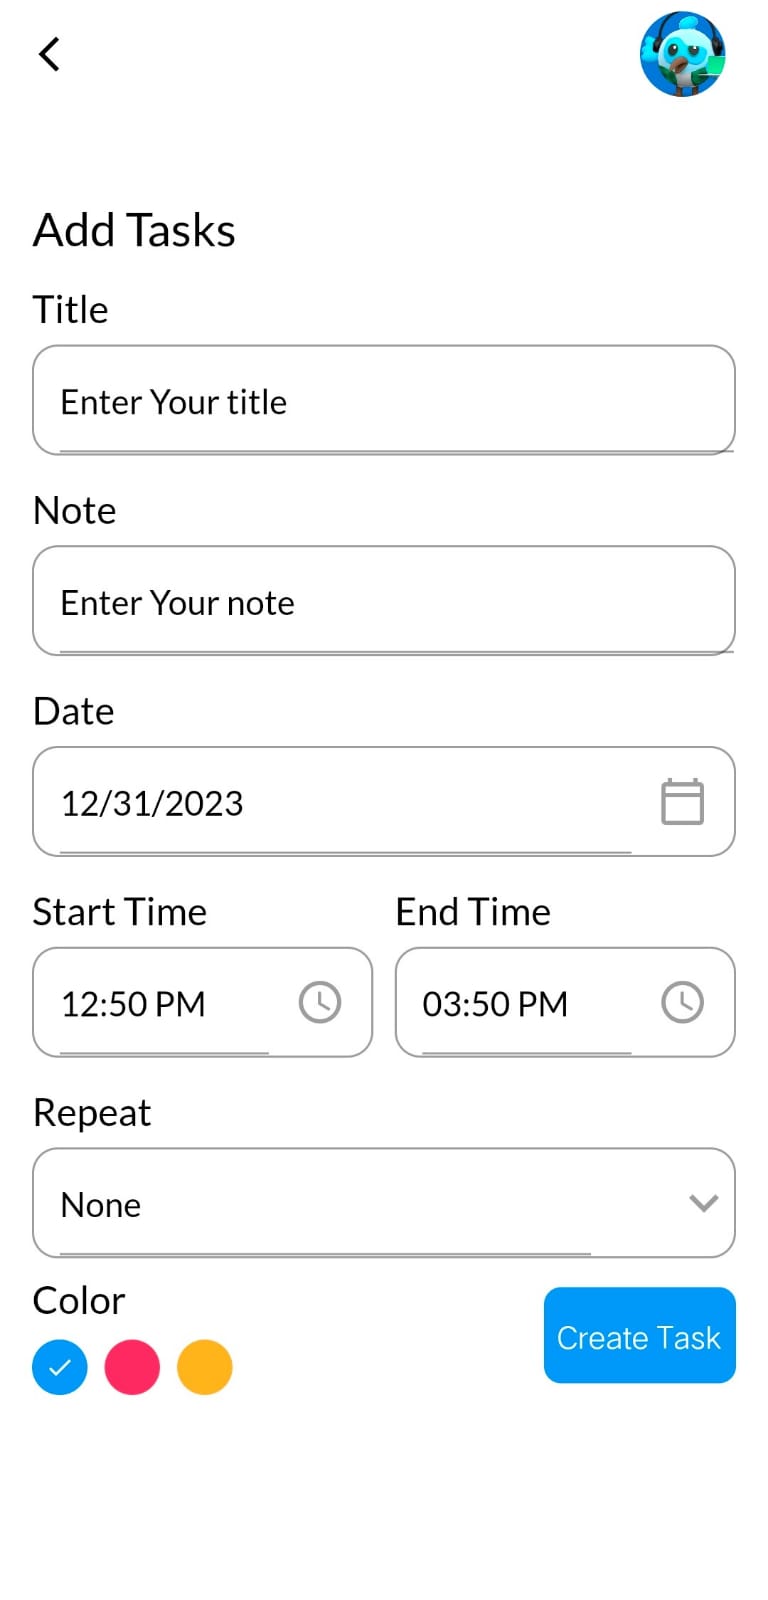 Add Tasks
Title
Enter Your title
Note
Enter Your note
Date
12/31/2023
Start Time End Time
12:50 PM 03:50 PM
Repeat
None
Color
Create Task